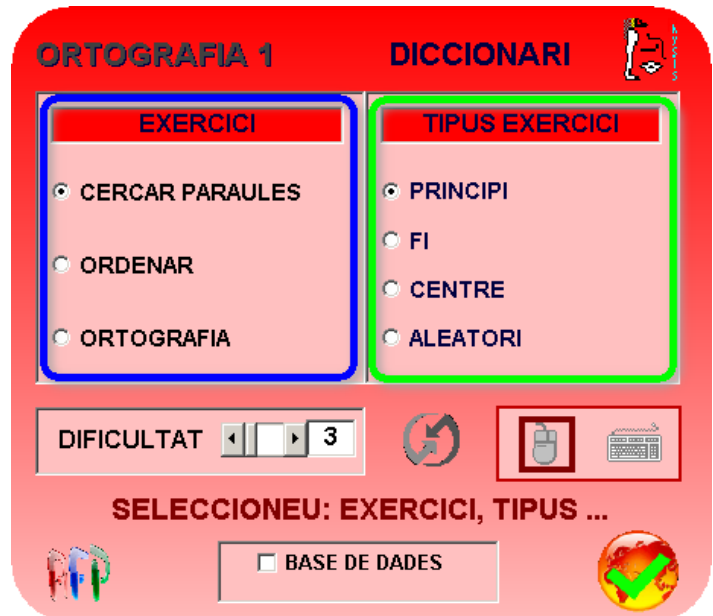 ORTOGRAFIA 1
DICCIONARI
kysis
EXERCICI
CERCAR PARAULES
ORDENAR
ORTOGRAFIA
TIPUS EXERCICI
PRINCIPI
FI
CENTRE
ALEATORI
DIFICULTAT 3
SELECCIONEU: EXERCICI, TIPUS ...
BASE DE DADES